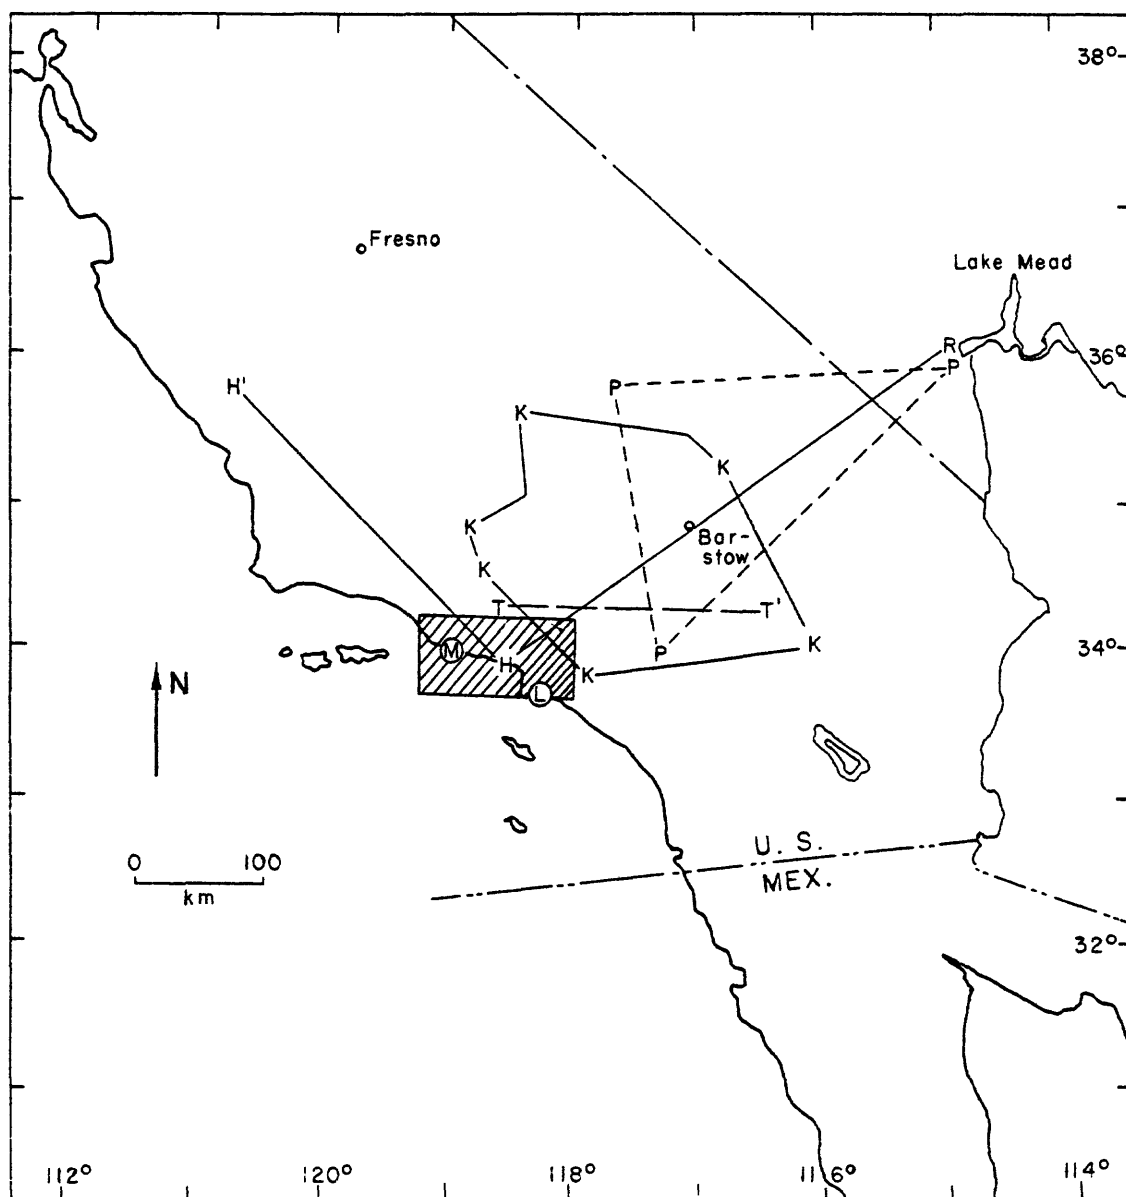 38°
Fresno
Lake Mead
R
36°
P
H'
P
K
K
K
Bar-
stow
K
T
T'
M
H
P
K
34°
K
L
N
0 100
km
U. S.
MEX.
32°
112° 120° 118° 116° 114°